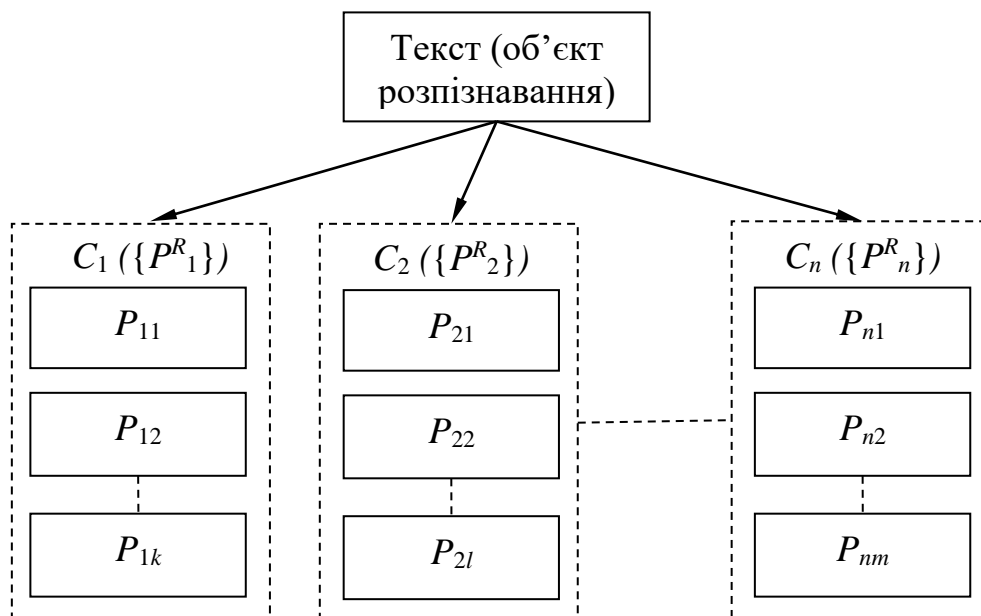 Текст (об’єкт
розпізнавання)
C₁ ({Pᴿ₁})
P₁₁
P₁₂
P₁ₖ
C₂ ({Pᴿ₂})
P₂₁
P₂₂
P₂ₗ
Cₙ ({Pᴿₙ})
Pₙ₁
Pₙ₂
Pₙₘ